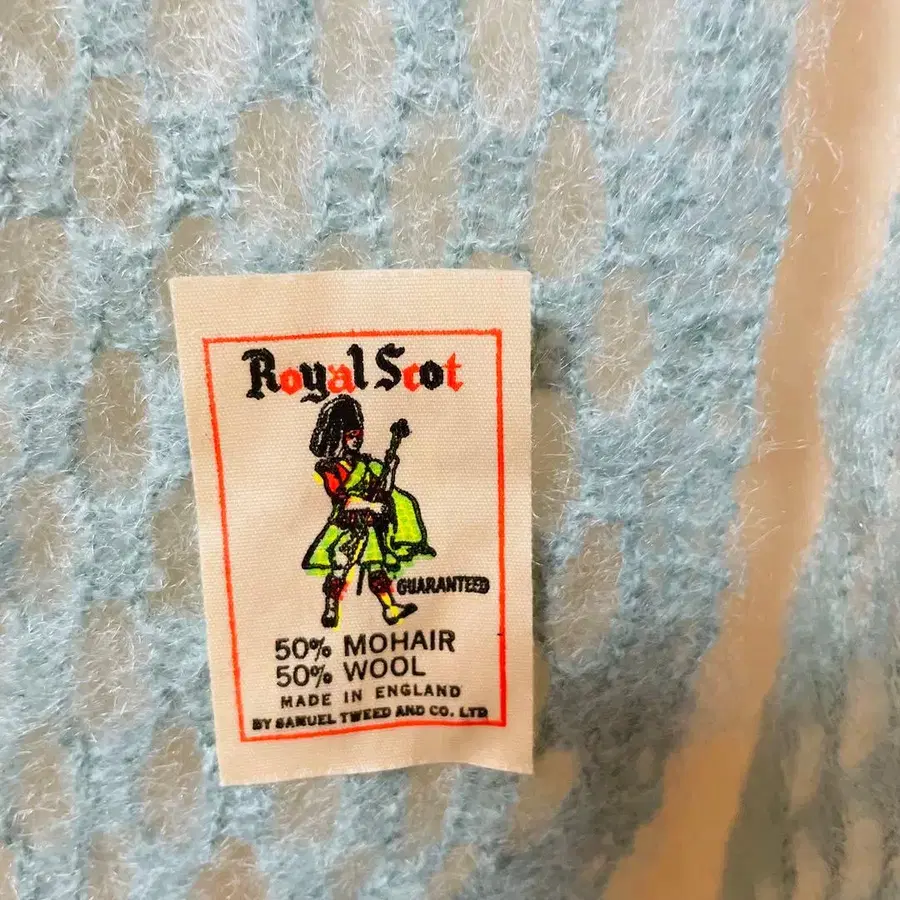 Royal Scot
GUARANTEED
50% MOHAIR
50% WOOL
MADE IN ENGLAND
BY SAMUEL TWEED AND CO. LTD